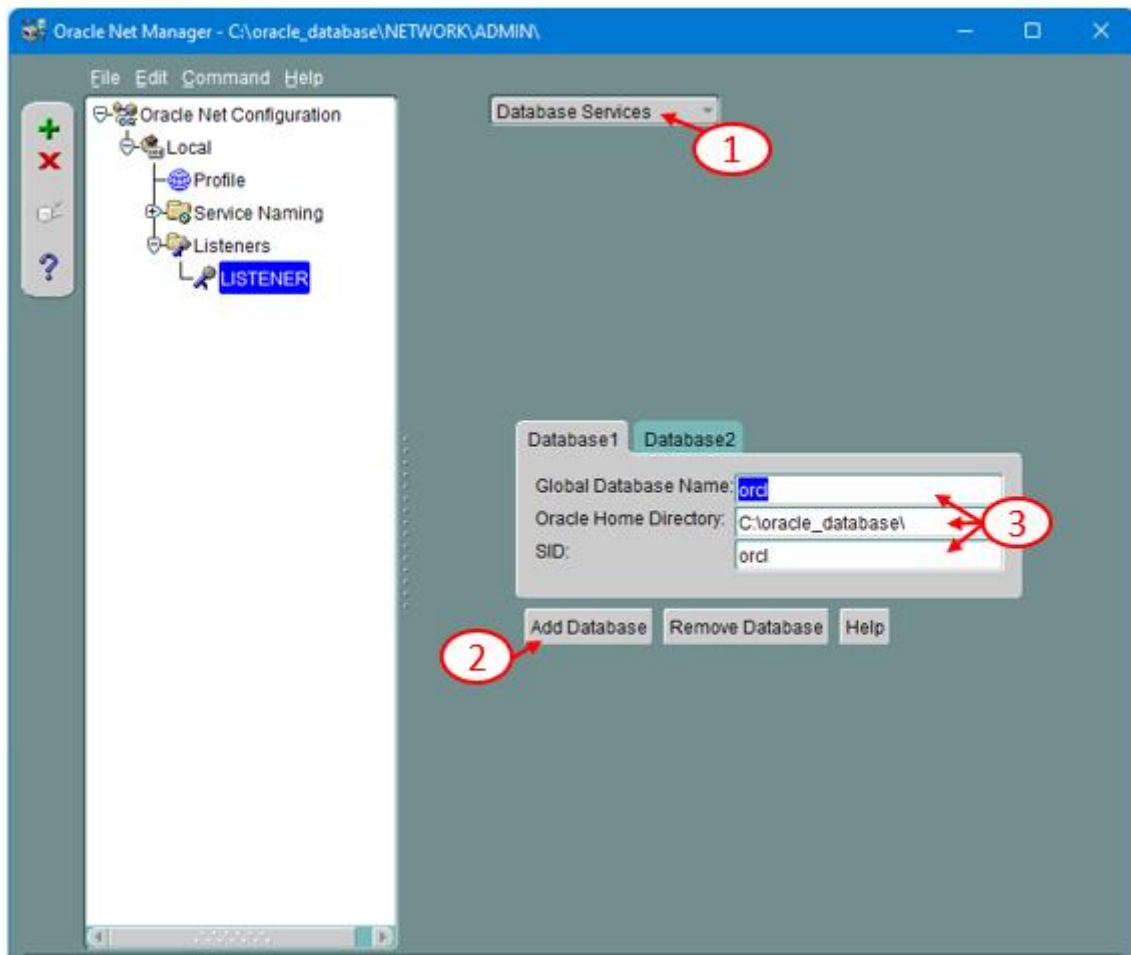 Oracle Net Manager - C:\oracle_database\NETWORK\ADMIN\
File Edit Command Help
Oracle Net Configuration
Local
Profile
Service Naming
Listeners
LISTENER
Database Services
1
Database1 Database2
Global Database Name: orcl
Oracle Home Directory: C:\oracle_database\
SID: orcl
3
Add Database Remove Database Help
2